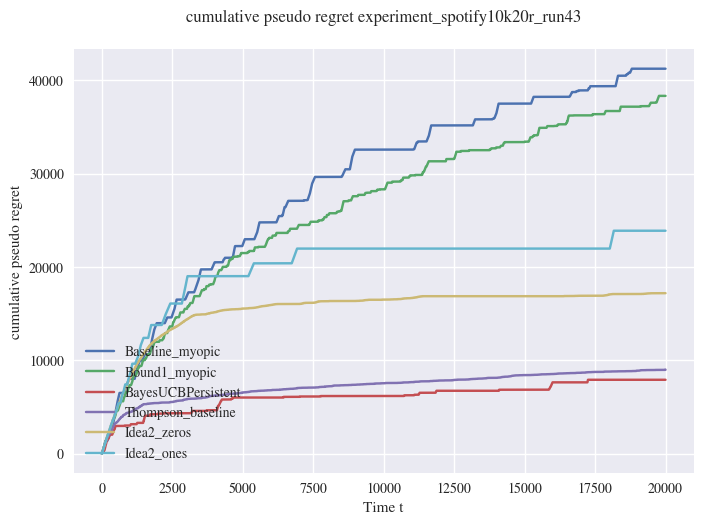 cumulative pseudo regret experiment_spotify10k20r_run43
cumulative pseudo regret
40000
30000
20000
10000
0
Baseline_myopic
Bound1_myopic
BayesUCBPersistent
Thompson_baseline
Idea2_zeros
Idea2_ones
0 2500 5000 7500 10000 12500 15000 17500 20000
Time t